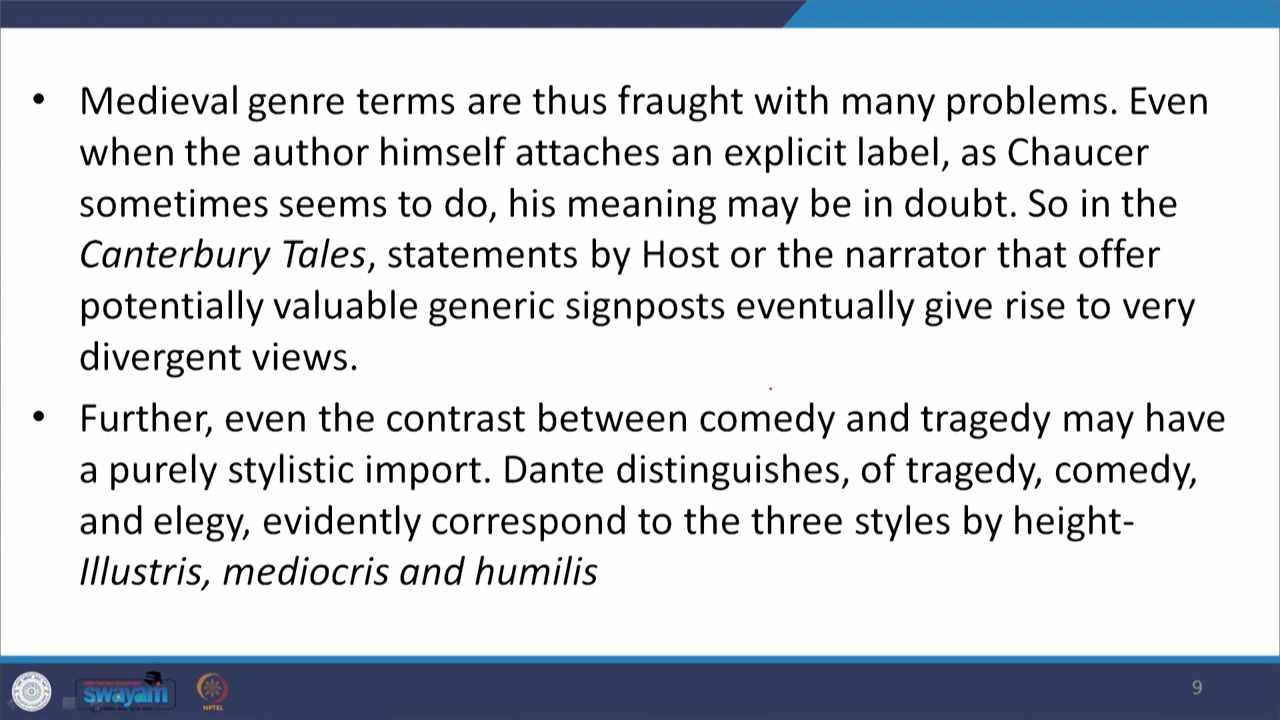 • Medieval genre terms are thus fraught with many problems. Even
when the author himself attaches an explicit label, as Chaucer
sometimes seems to do, his meaning may be in doubt. So in the
Canterbury Tales, statements by Host or the narrator that offer
potentially valuable generic signposts eventually give rise to very
divergent views.
• Further, even the contrast between comedy and tragedy may have
a purely stylistic import. Dante distinguishes, of tragedy, comedy,
and elegy, evidently correspond to the three styles by height-
Illustris, mediocris and humilis
swayam
NPTEL
9